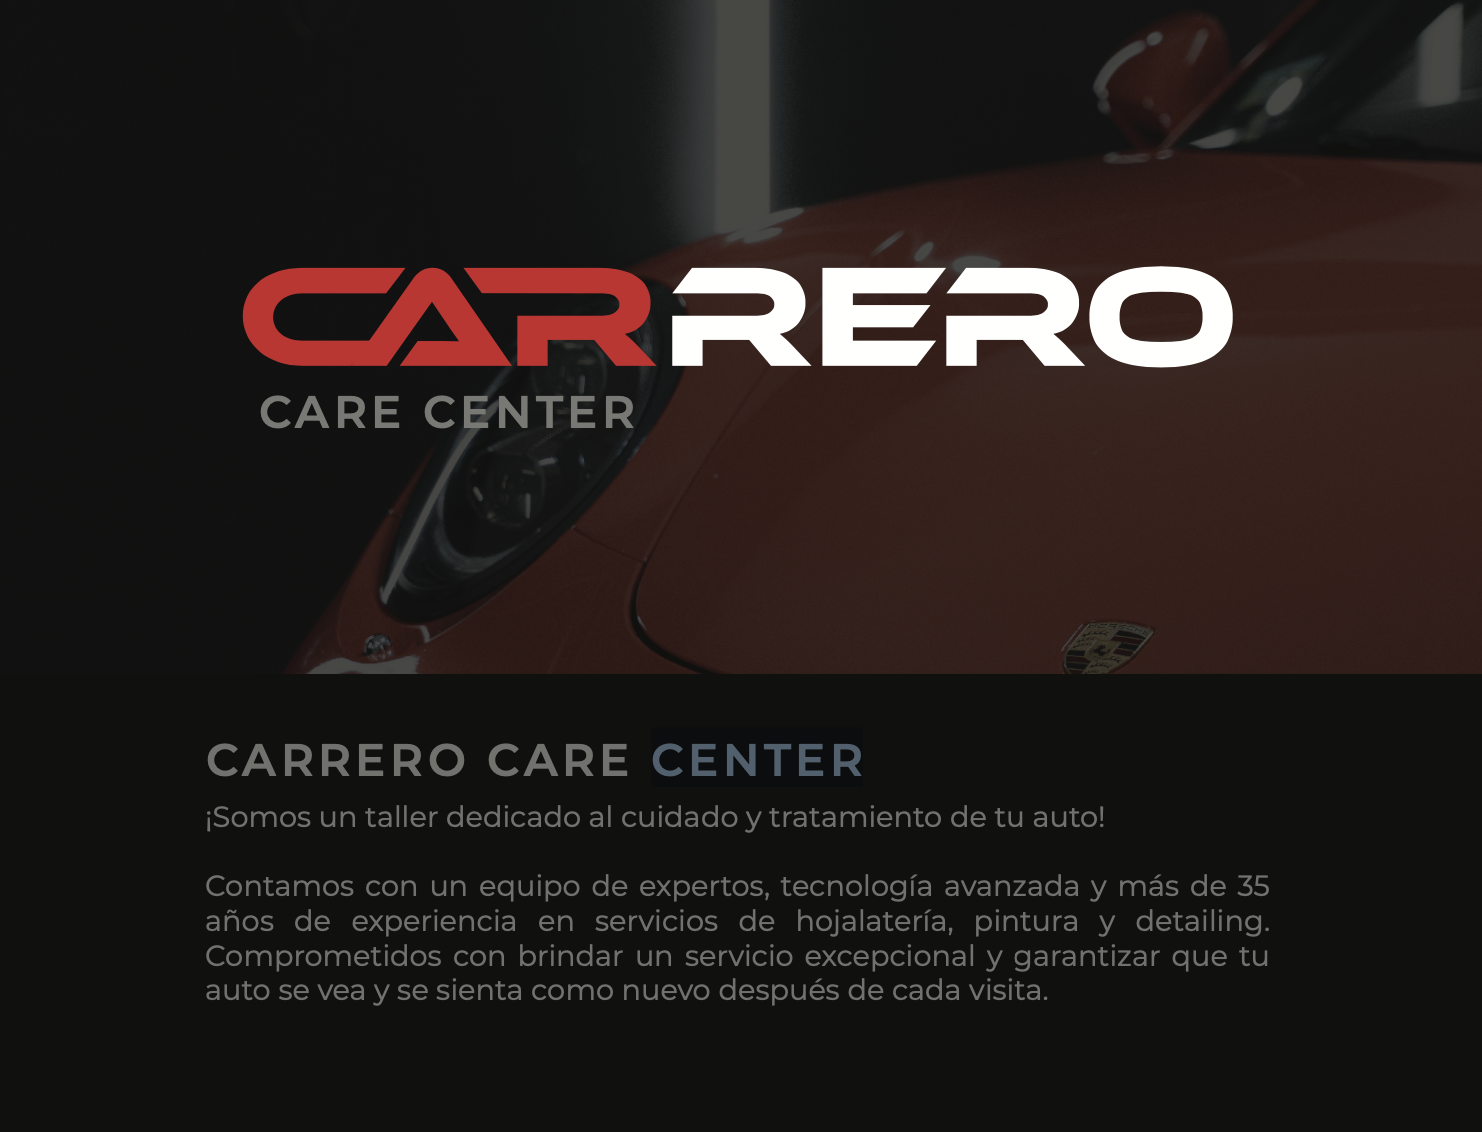 CARRERO
CARE CENTER
CARRERO CARE CENTER
¡Somos un taller dedicado al cuidado y tratamiento de tu auto!
Contamos con un equipo de expertos, tecnología avanzada y más de 35
años de experiencia en servicios de hojalatería, pintura y detailing.
Comprometidos con brindar un servicio excepcional y garantizar que tu
auto se vea y se sienta como nuevo después de cada visita.